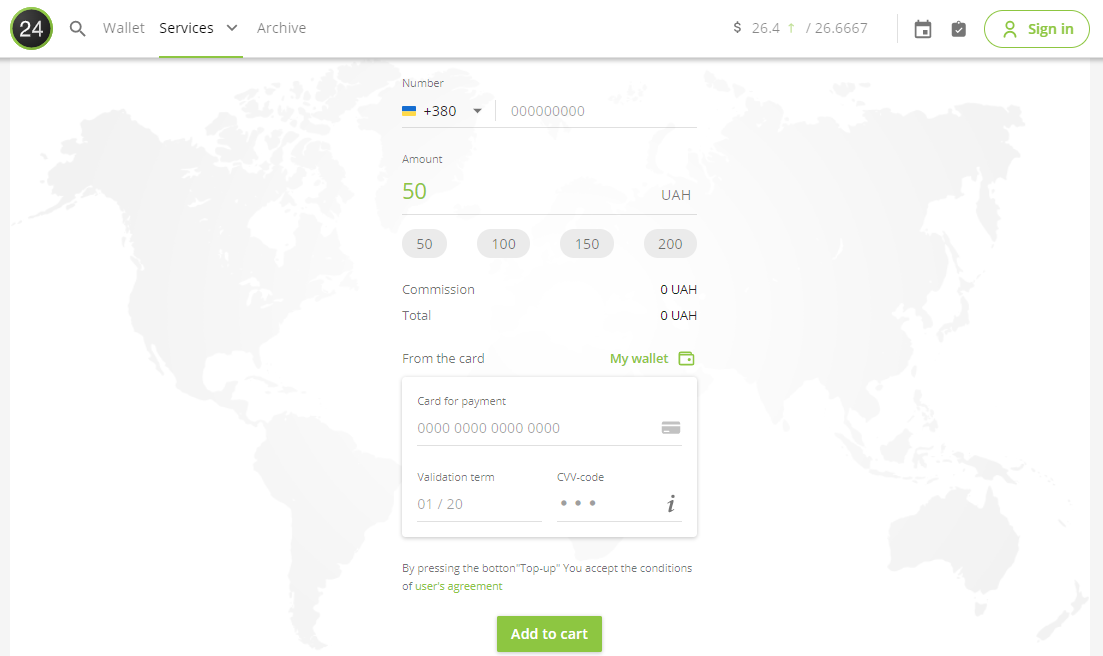 24 Wallet Services Archive $ 26.4 ↑ / 26.6667 Sign in
Number
+380 000000000
Amount
50 UAH
50 100 150 200
Commission 0 UAH
Total 0 UAH
From the card My wallet
Card for payment
0000 0000 0000 0000
Validation term CVV-code
01 / 20 • • • i
By pressing the botton"Top-up" You accept the conditions
of user's agreement
Add to cart